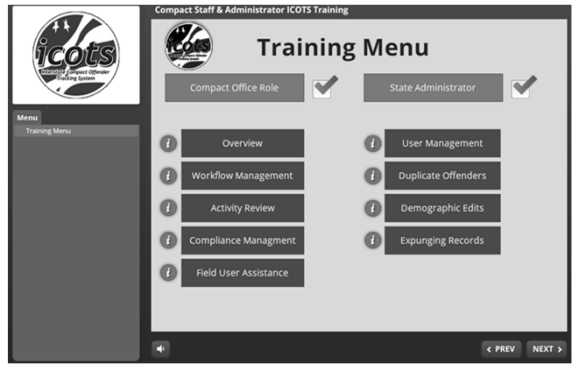 Compact Staff & Administrator ICOTS Training
icots
Interstate Compact Offender
Tracking System
icots
Training Menu
Compact Office Role
State Administrator
Menu
Training Menu
i Overview
i User Management
i Workflow Management
i Duplicate Offenders
i Activity Review
i Demographic Edits
i Compliance Managment
i Expunging Records
i Field User Assistance
< PREV
NEXT >